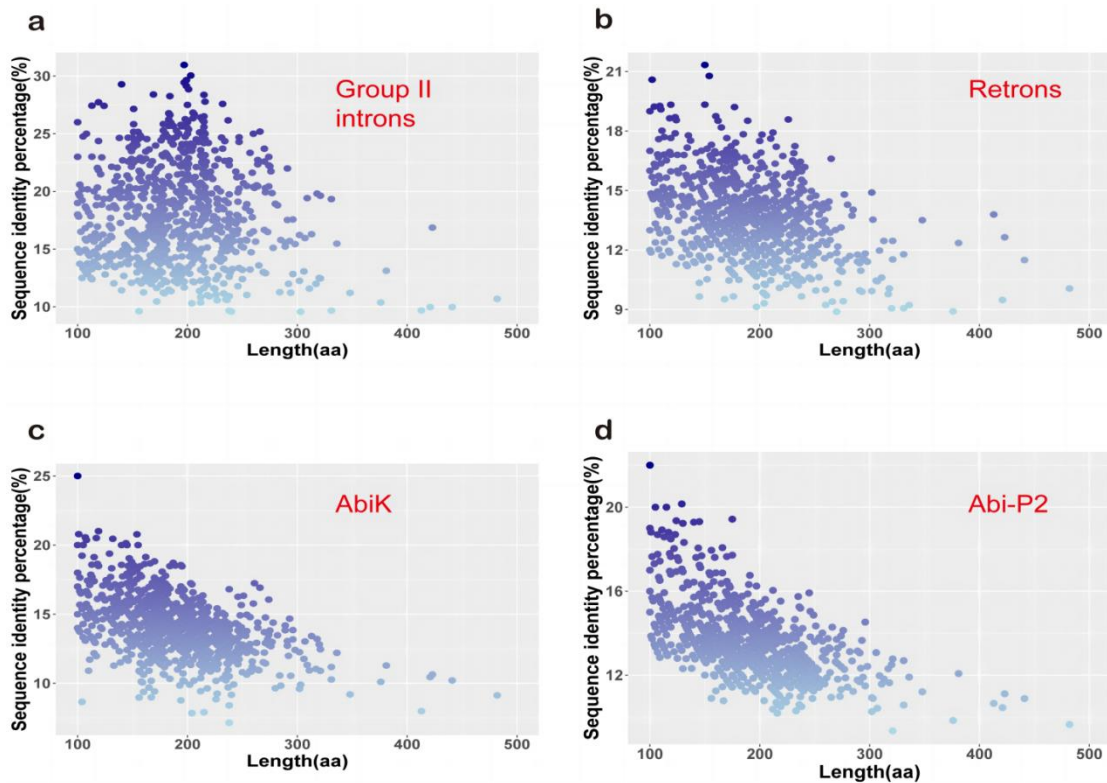 a
Sequence identity percentage(%)
30
25
20
15
10
Group II
introns
100
200
300
400
500
Length(aa)
b
Sequence identity percentage(%)
21
18
15
12
9
Retrons
100
200
300
400
500
Length(aa)
c
Sequence identity percentage(%)
25
20
15
10
AbiK
100
200
300
400
500
Length(aa)
d
Sequence identity percentage(%)
20
16
12
Abi-P2
100
200
300
400
500
Length(aa)